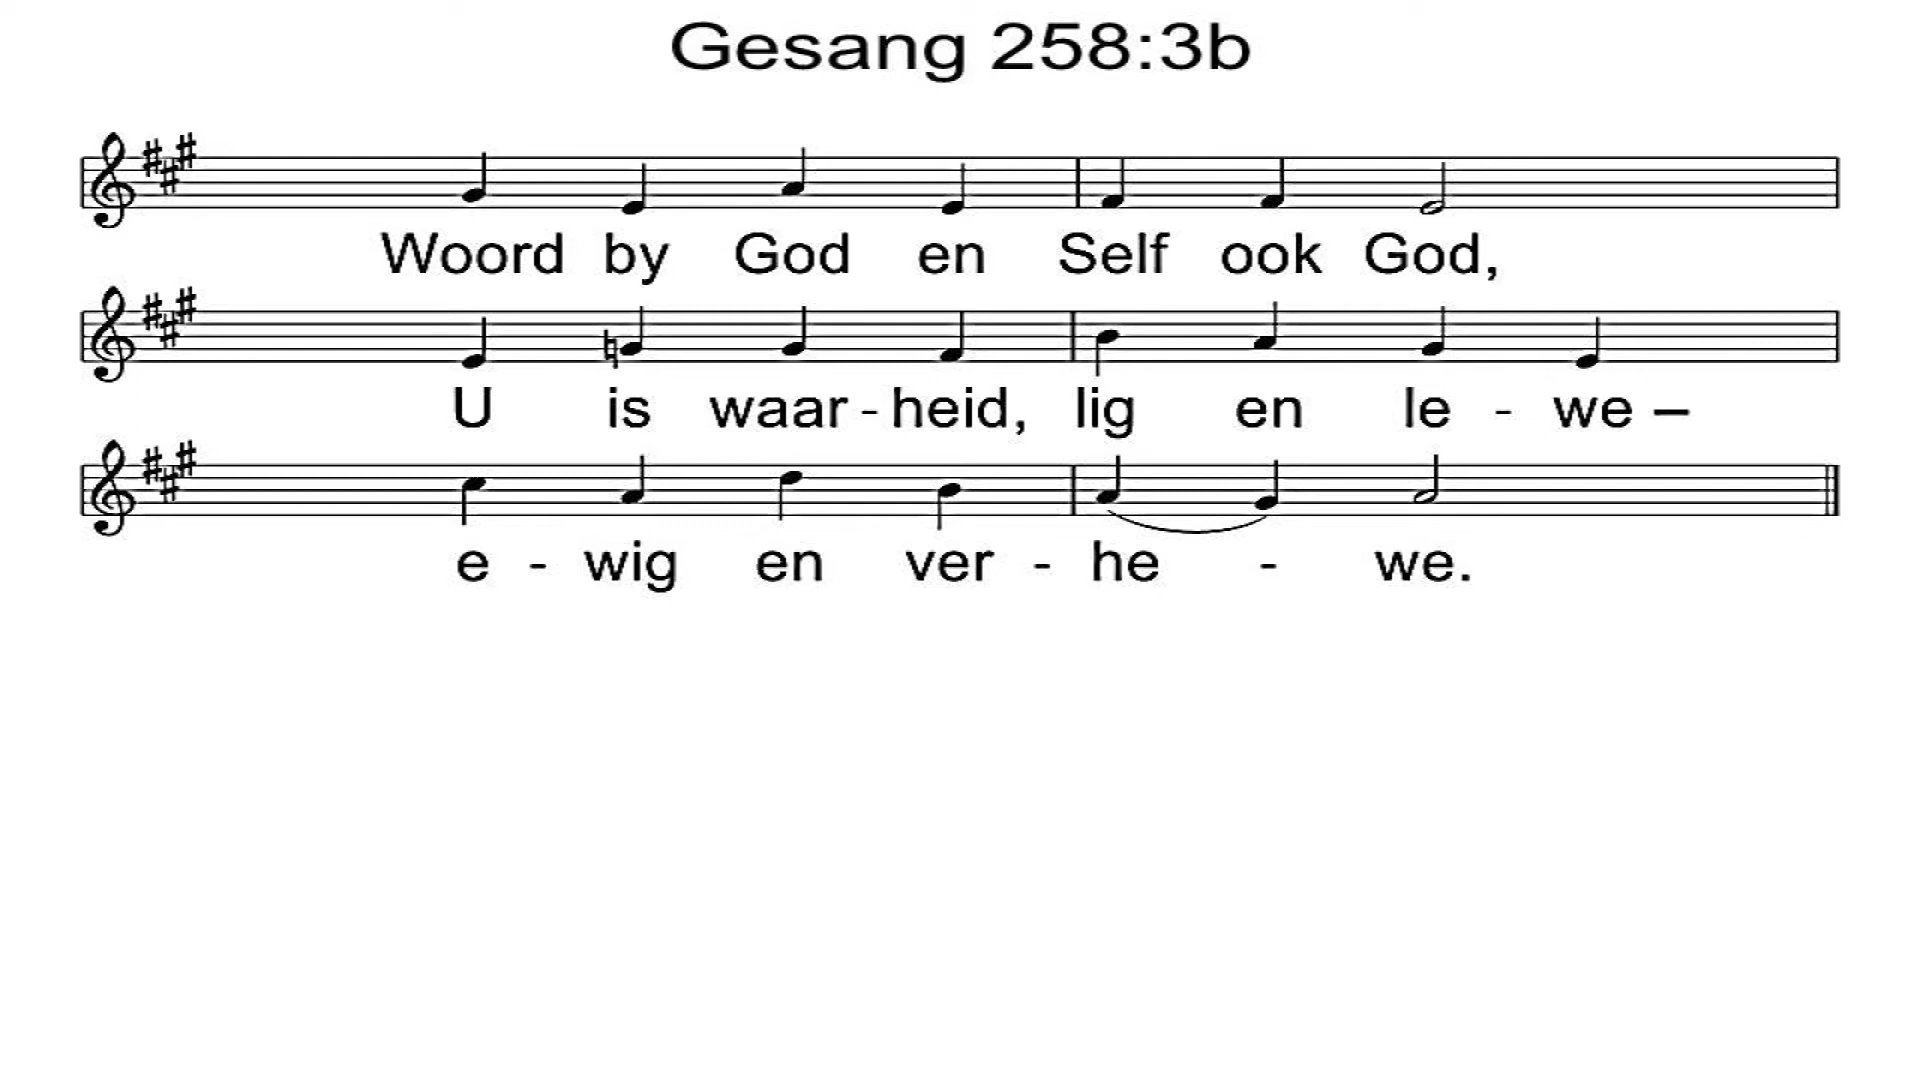 Gesang 258:3b
Woord by God en Self ook God,
U is waar - heid, lig en le - we –
e - wig en ver - he - we.